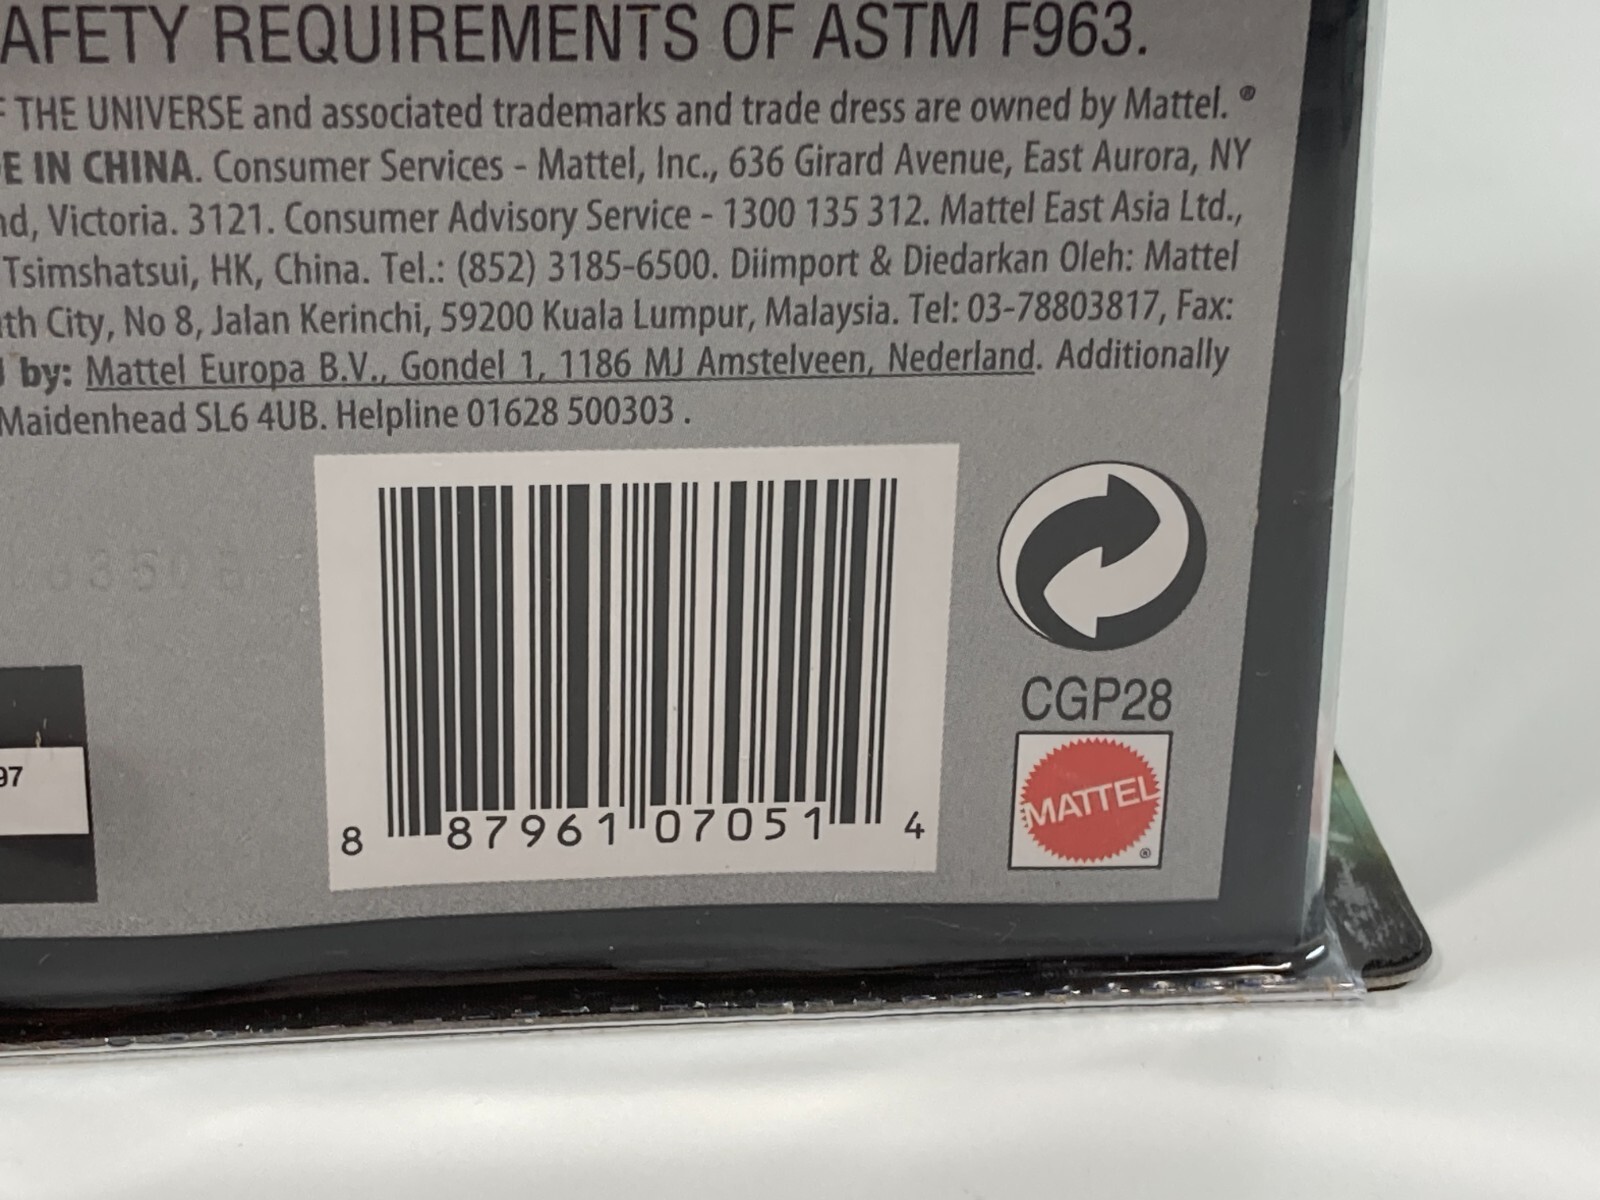 AFETY REQUIREMENTS OF ASTM F963.
THE UNIVERSE and associated trademarks and trade dress are owned by Mattel. ®
E IN CHINA. Consumer Services - Mattel, Inc., 636 Girard Avenue, East Aurora, NY
nd, Victoria. 3121. Consumer Advisory Service - 1300 135 312. Mattel East Asia Ltd.,
Tsimshatsui, HK, China. Tel.: (852) 3185-6500. Diimport & Diedarkan Oleh: Mattel
th City, No 8, Jalan Kerinchi, 59200 Kuala Lumpur, Malaysia. Tel: 03-78803817, Fax:
by: Mattel Europa B.V., Gondel 1, 1186 MJ Amstelveen, Nederland. Additionally
Maidenhead SL6 4UB. Helpline 01628 500303 .
CGP28
97
MATTEL ®
8 87961 07051 4